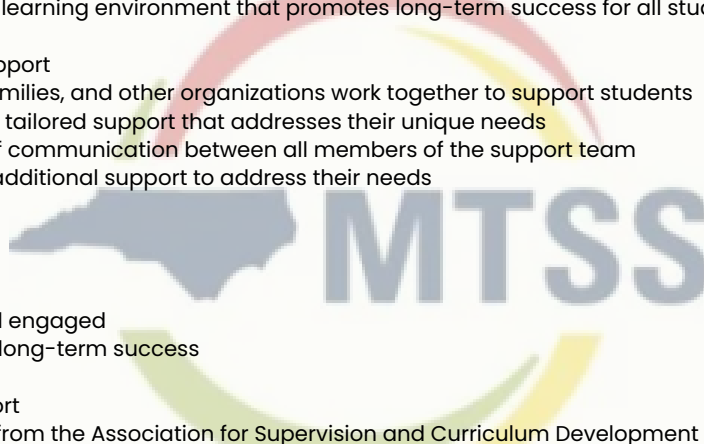 learning environment that promotes long-term success for all stu
pport
milies, and other organizations work together to support students
tailored support that addresses their unique needs
f communication between all members of the support team
additional support to address their needs
MTSS
engaged
long-term success
ort
from the Association for Supervision and Curriculum Development